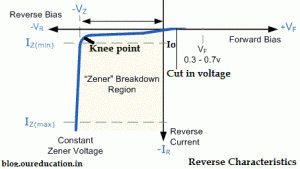 Reverse Bias
-VZ
+VF
-VR
IZ(min)
Knee point
Io
VF
0.3 - 0.7v
Forward Bias
Cut in voltage
"Zener" Breakdown
Region
IZ(max)
Constant
Zener Voltage
Reverse
Current
-IR
Reverse Characteristics
blog.oureducation.in